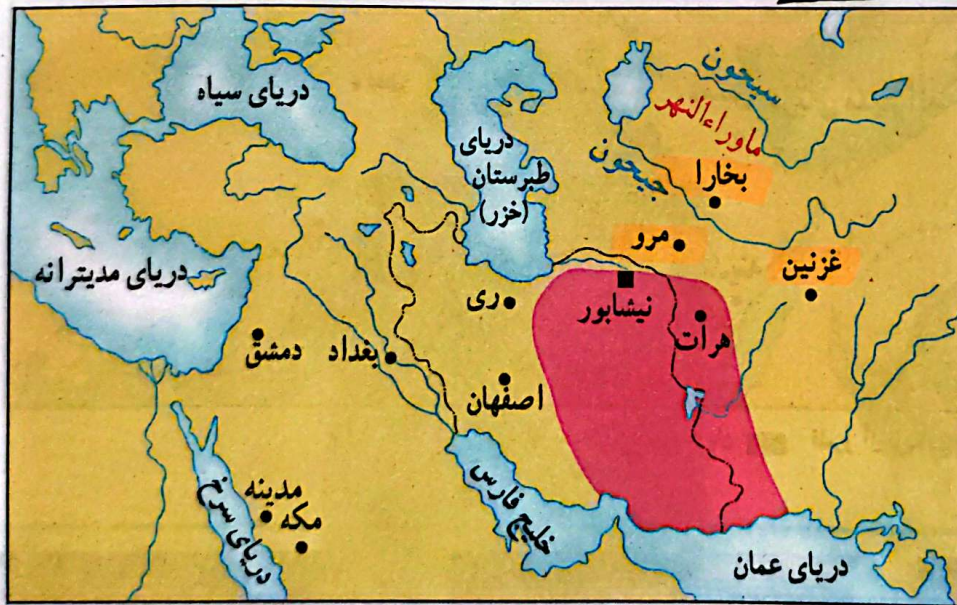 دریای سیاه
دریای
طبرستان
(خزر)
سیحون
ماوراءالنهر
جیحون
بخارا
مرو
غزنین
دریای مدیترانه
ری
نیشابور
هرات
دمشق
بغداد
اصفهان
مدینه
مکه
دریای سرخ
خلیج فارس
دریای عمان